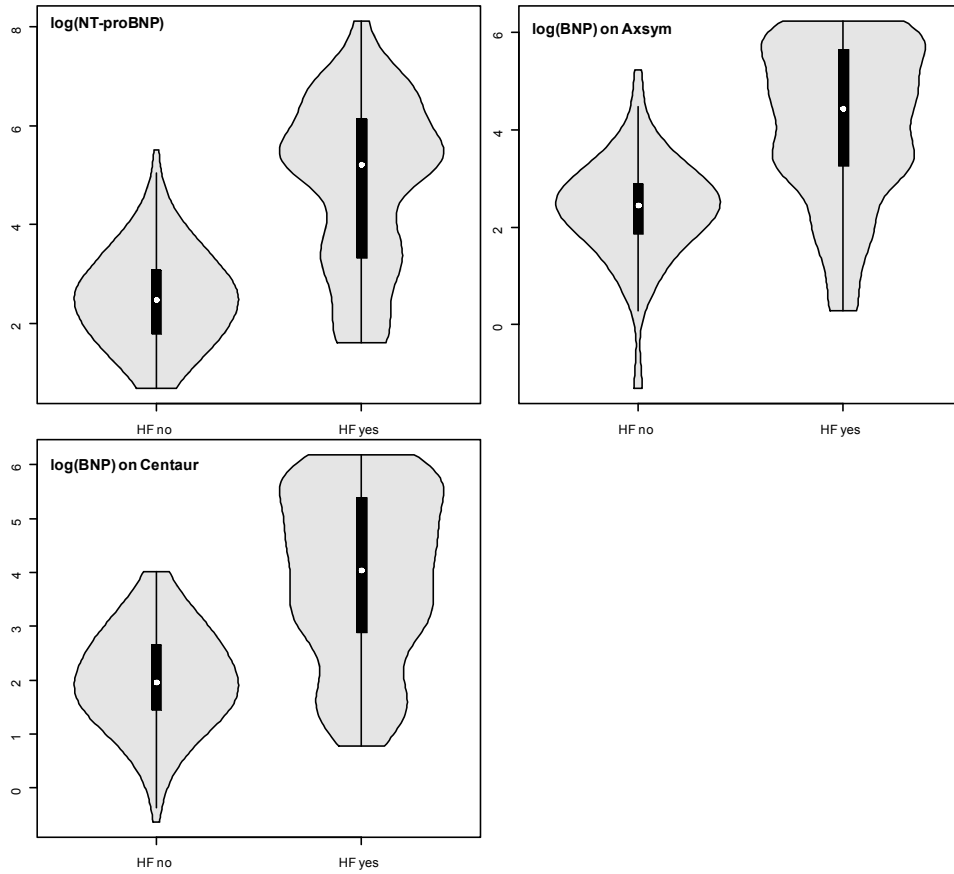 log(NT-proBNP)
8
6
4
2
HF no
HF yes
log(BNP) on Axsym
6
4
2
0
HF no
HF yes
log(BNP) on Centaur
6
5
4
3
2
1
0
HF no
HF yes